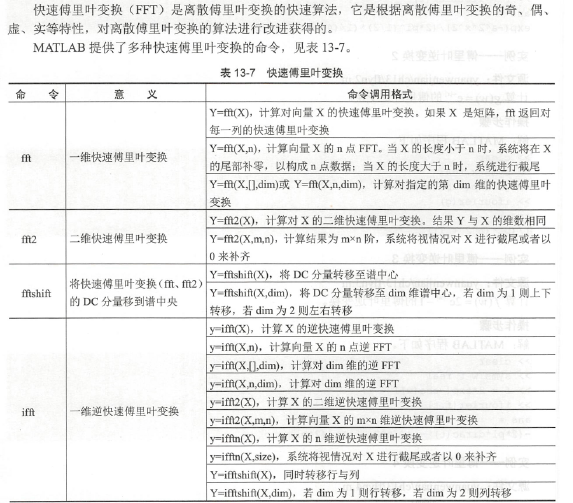 快速傅里叶变换（FFT）是离散傅里叶变换的快速算法，它是根据离散傅里叶变换的奇、偶、
虚、实等特性，对离散傅里叶变换的算法进行改进获得的。
MATLAB 提供了多种快速傅里叶变换的命令，见表 13-7。
表 13-7 快速傅里叶变换
命 令 意 义 命令调用格式
fft 一维快速傅里叶变换
Y=fft(X)，计算对向量 X 的快速傅里叶变换。如果 X 是矩阵，fft 返回对
每一列的快速傅里叶变换
Y=fft(X,n)，计算向量 X 的 n 点 FFT。当 X 的长度小于 n 时，系统将在 X
的尾部补零，以构成 n 点数据；当 X 的长度大于 n 时，系统进行截尾
Y=fft(X,[],dim)或 Y=fft(X,n,dim)，计算对指定的第 dim 维的快速傅里叶
变换
fft2 二维快速傅里叶变换
Y=fft2(X)，计算对 X 的二维快速傅里叶变换。结果 Y 与 X 的维数相同
Y=fft2(X,m,n)，计算结果为 m×n 阶，系统将视情况对 X 进行截尾或者以
0 来补齐
fftshift 将快速傅里叶变换（fft、fft2）
的 DC 分量移到谱中央
Y=fftshift(X)，将 DC 分量转移至谱中心
Y=fftshift(X,dim)，将 DC 分量转移至 dim 维谱中心，若 dim 为 1 则上下
转移，若 dim 为 2 则左右转移
ifft 一维逆快速傅里叶变换
y=ifft(X)，计算 X 的逆快速傅里叶变换
y=ifft(X,n)，计算向量 X 的 n 点逆 FFT
y=ifft(X,[],dim)，计算对 dim 维的逆 FFT
y=ifft(X,n,dim)，计算对 dim 维的逆 FFT
y=ifft2(X)，计算 X 的二维逆快速傅里叶变换
y=ifft2(X,m,n)，计算向量 X 的 m×n 维逆快速傅里叶变换
y=ifftn(X)，计算 X 的 n 维逆快速傅里叶变换
y=ifftn(X,size)，系统将视情况对 X 进行截尾或者以 0 来补齐
Y=ifftshift(X)，同时转移行与列
Y=ifftshift(X,dim)，若 dim 为 1 则行转移，若 dim 为 2 则列转移